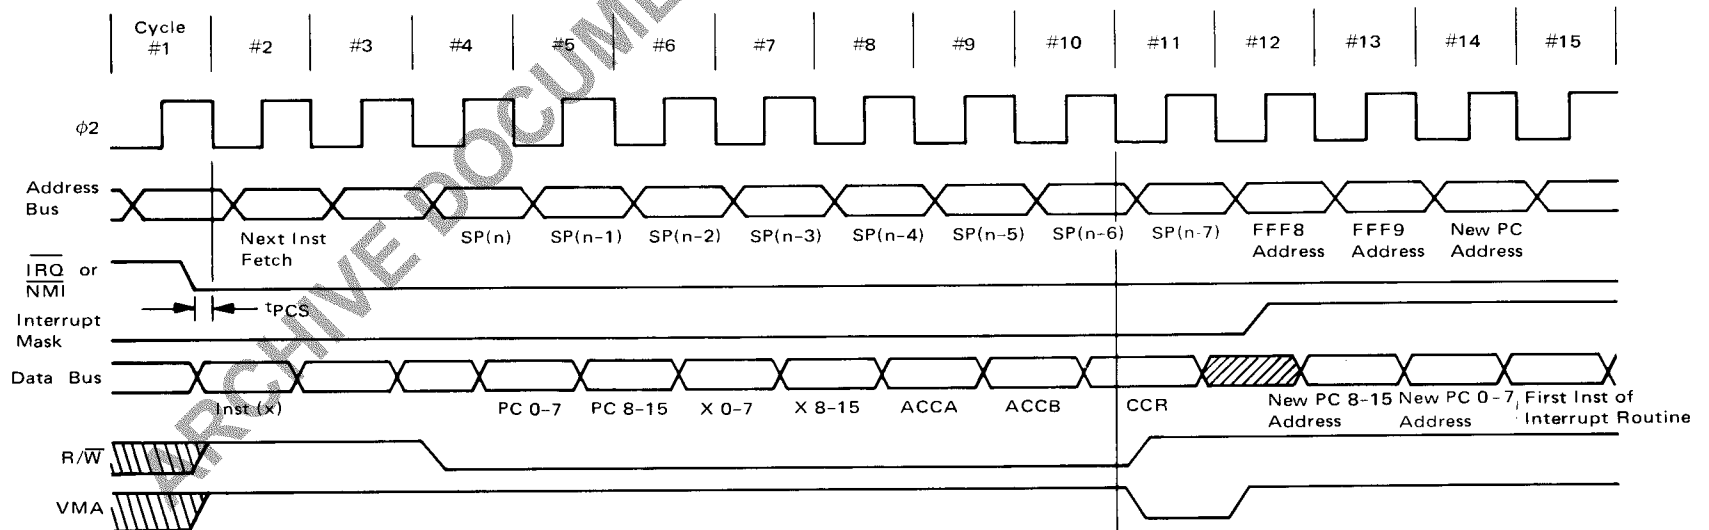 Cycle
#1 #2 #3 #4 #5 #6 #7 #8 #9 #10 #11 #12 #13 #14 #15
ϕ2
Address
Bus
Next Inst
Fetch
SP(n) SP(n-1) SP(n-2) SP(n-3) SP(n-4) SP(n-5) SP(n-6) SP(n-7)
FFF8
Address
FFF9
Address
New PC
Address
IRQ or
NMI
tPCS
Interrupt
Mask
Data Bus
Inst (x) PC 0-7 PC 8-15 X 0-7 X 8-15 ACCA ACCB CCR
New PC 8-15
Address
New PC 0-7
Address
First Inst of
Interrupt Routine
R/W
VMA
ARCHIVE DOCUME